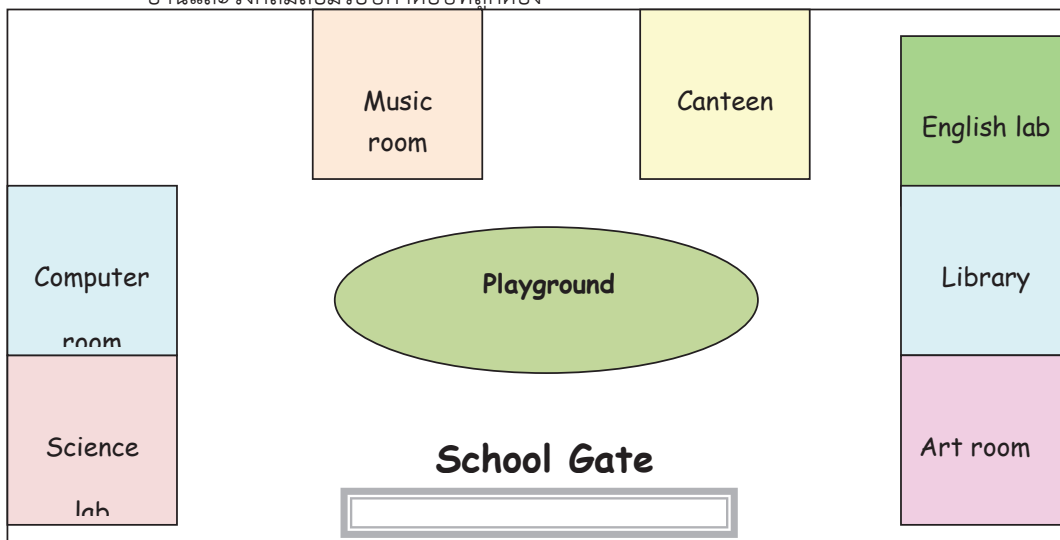 Music
room
Canteen
English lab
Computer
room
Playground
Library
Science
lab
School Gate
Art room